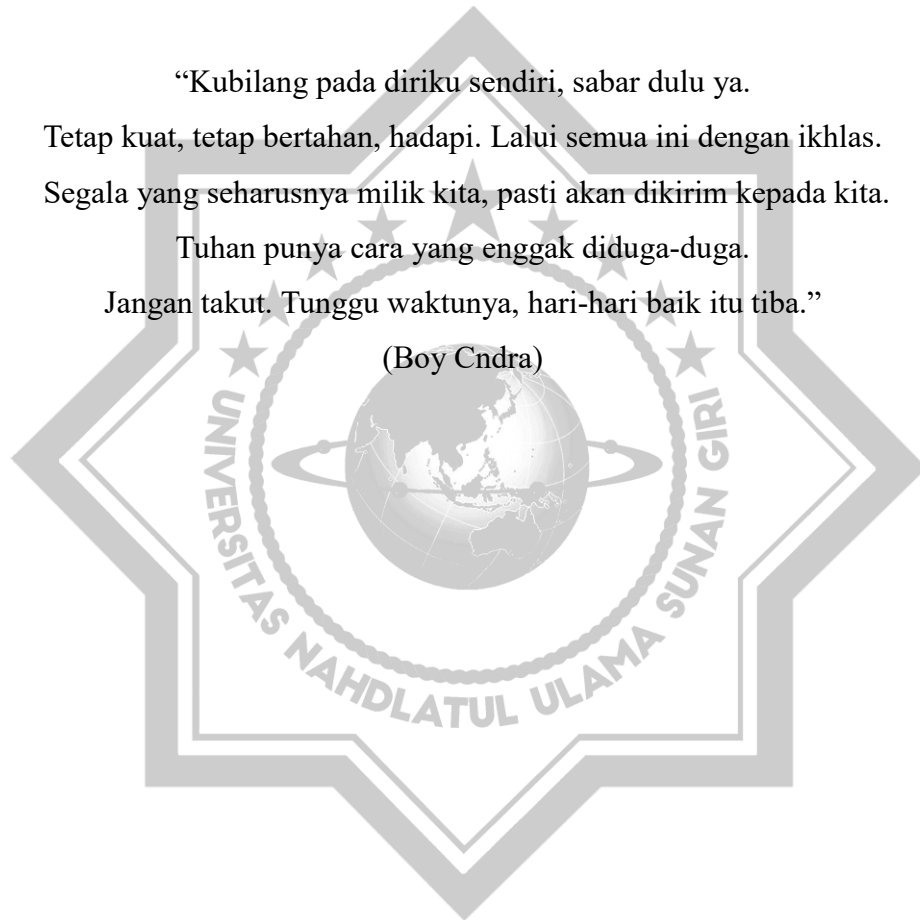 “Kubilang pada diriku sendiri, sabar dulu ya.
Tetap kuat, tetap bertahan, hadapi. Lalui semua ini dengan ikhlas.
Segala yang seharusnya milik kita, pasti akan dikirim kepada kita.
Tuhan punya cara yang enggak diduga-duga.
Jangan takut. Tunggu waktunya, hari-hari baik itu tiba.”
(Boy Cndra)
UNIVERSITAS NAHDLATUL ULAMA SUNAN GIRI